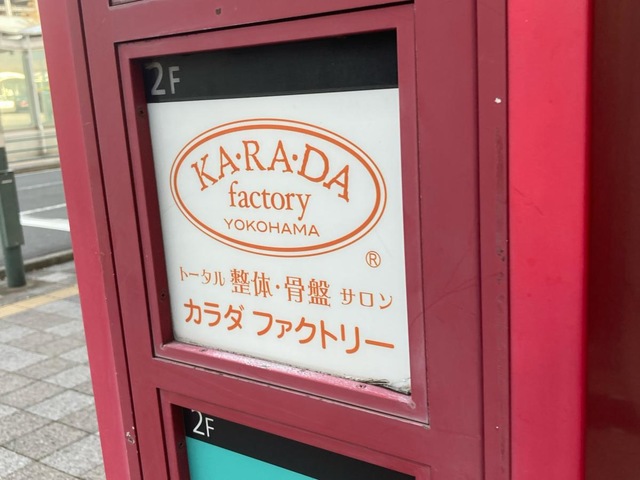 2F
KA・RA・DA
factory
YOKOHAMA
®
トータル 整体・骨盤 サロン
カラダ ファクトリー
2F